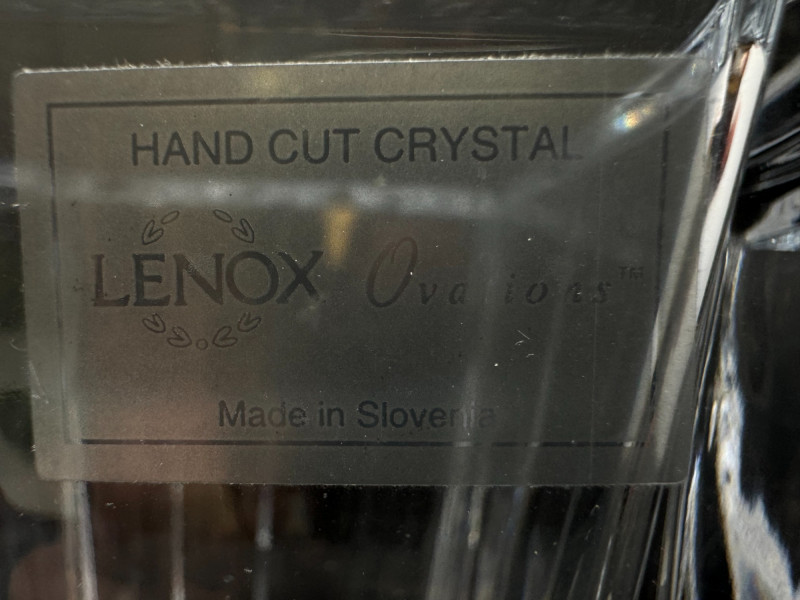 HAND CUT CRYSTAL
LENOX Ovations™
Made in Slovenia